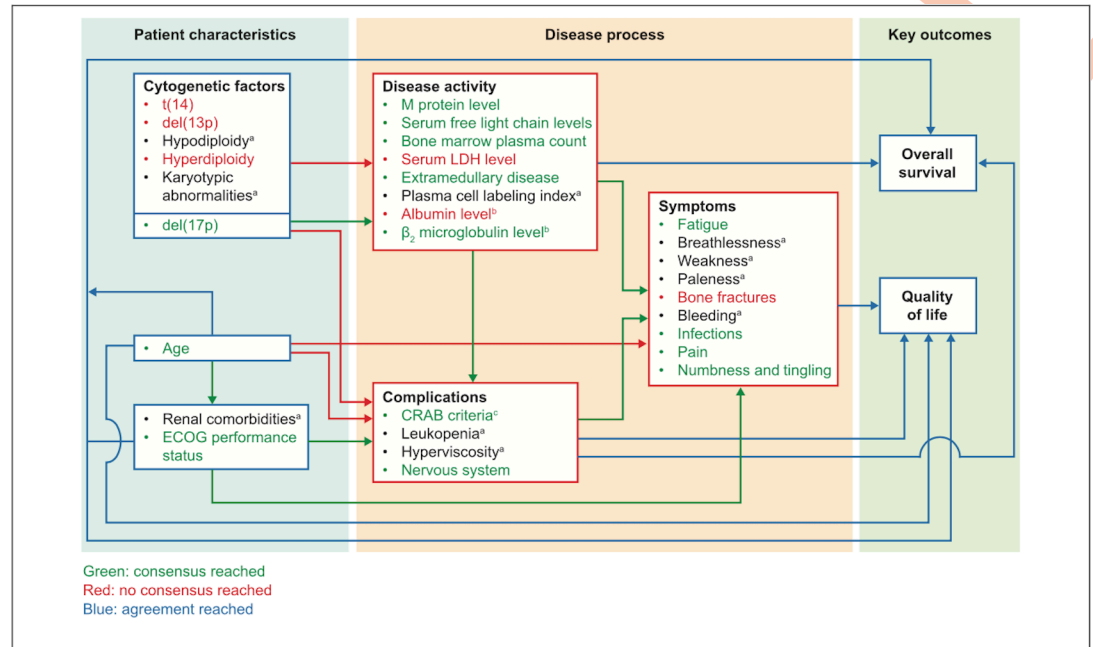 Patient characteristics
Disease process
Key outcomes
Cytogenetic factors
• t(14)
• del(13p)
• Hypodiploidyᵃ
• Hyperdiploidy
• Karyotypic
abnormalitiesᵃ
• del(17p)
• Age
• Renal comorbiditiesᵃ
• ECOG performance
status
Disease activity
• M protein level
• Serum free light chain levels
• Bone marrow plasma count
• Serum LDH level
• Extramedullary disease
• Plasma cell labeling indexᵃ
• Albumin levelᵇ
• β₂ microglobulin levelᵇ
Complications
• CRAB criteriaᶜ
• Leukopeniaᵃ
• Hyperviscosityᵃ
• Nervous system
Symptoms
• Fatigue
• Breathlessnessᵃ
• Weaknessᵃ
• Palenessᵃ
• Bone fractures
• Bleedingᵃ
• Infections
• Pain
• Numbness and tingling
Overall
survival
Quality
of life
Green: consensus reached
Red: no consensus reached
Blue: agreement reached